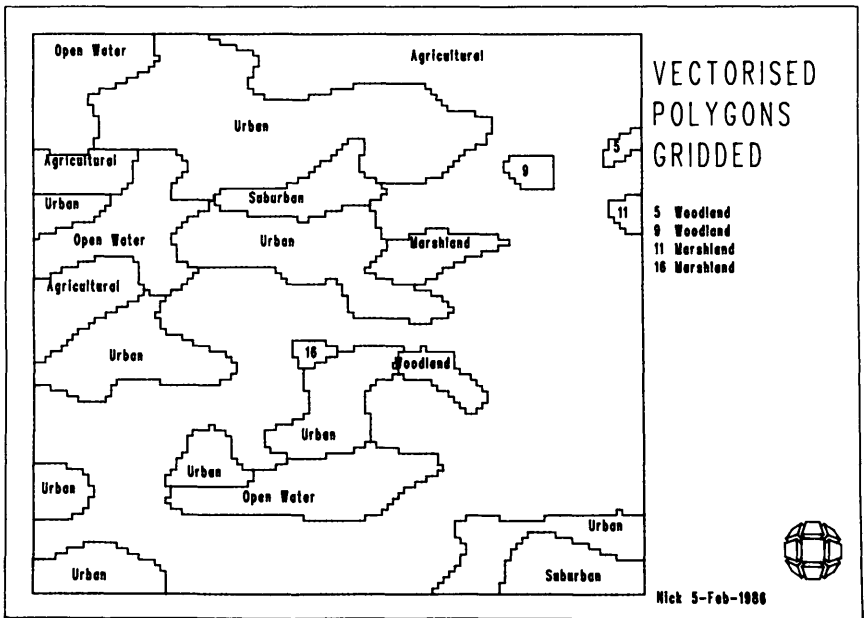 Open Water
Agricultural
VECTORISED
POLYGONS
GRIDDED
Urban
5
Agricultural
9
Urban
Suburban
11
5 Woodland
9 Woodland
11 Marshland
16 Marshland
Open Water
Urban
Marshland
Agricultural
Urban
16
Woodland
Urban
Urban
Urban
Open Water
Urban
Urban
Suburban
Nick 5-Feb-1986